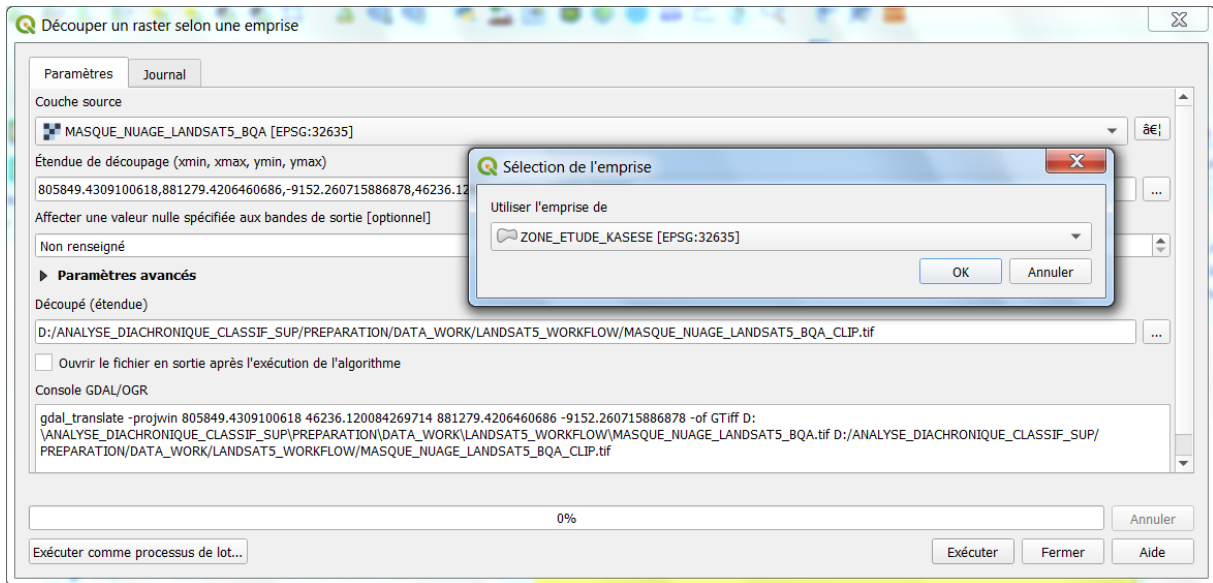 Découper un raster selon une emprise
Paramètres
Journal
Couche source
MASQUE_NUAGE_LANDSAT5_BQA [EPSG:32635]
â€¦
Étendue de découpage (xmin, xmax, ymin, ymax)
805849.4309100618,881279.4206460686,-9152.260715886878,46236.12
...
Affecter une valeur nulle spécifiée aux bandes de sortie [optionnel]
Non renseigné
Paramètres avancés
Découpé (étendue)
D:/ANALYSE_DIACHRONIQUE_CLASSIF_SUP/PREPARATION/DATA_WORK/LANDSAT5_WORKFLOW/MASQUE_NUAGE_LANDSAT5_BQA_CLIP.tif
...
Ouvrir le fichier en sortie après l'exécution de l'algorithme
Console GDAL/OGR
gdal_translate -projwin 805849.4309100618 46236.120084269714 881279.4206460686 -9152.260715886878 -of GTiff D:
\ANALYSE_DIACHRONIQUE_CLASSIF_SUP\PREPARATION\DATA_WORK\LANDSAT5_WORKFLOW\MASQUE_NUAGE_LANDSAT5_BQA.tif D:/ANALYSE_DIACHRONIQUE_CLASSIF_SUP/
PREPARATION/DATA_WORK/LANDSAT5_WORKFLOW/MASQUE_NUAGE_LANDSAT5_BQA_CLIP.tif
0%
Annuler
Exécuter comme processus de lot...
Exécuter
Fermer
Aide
Sélection de l'emprise
Utiliser l'emprise de
ZONE_ETUDE_KASESE [EPSG:32635]
OK
Annuler